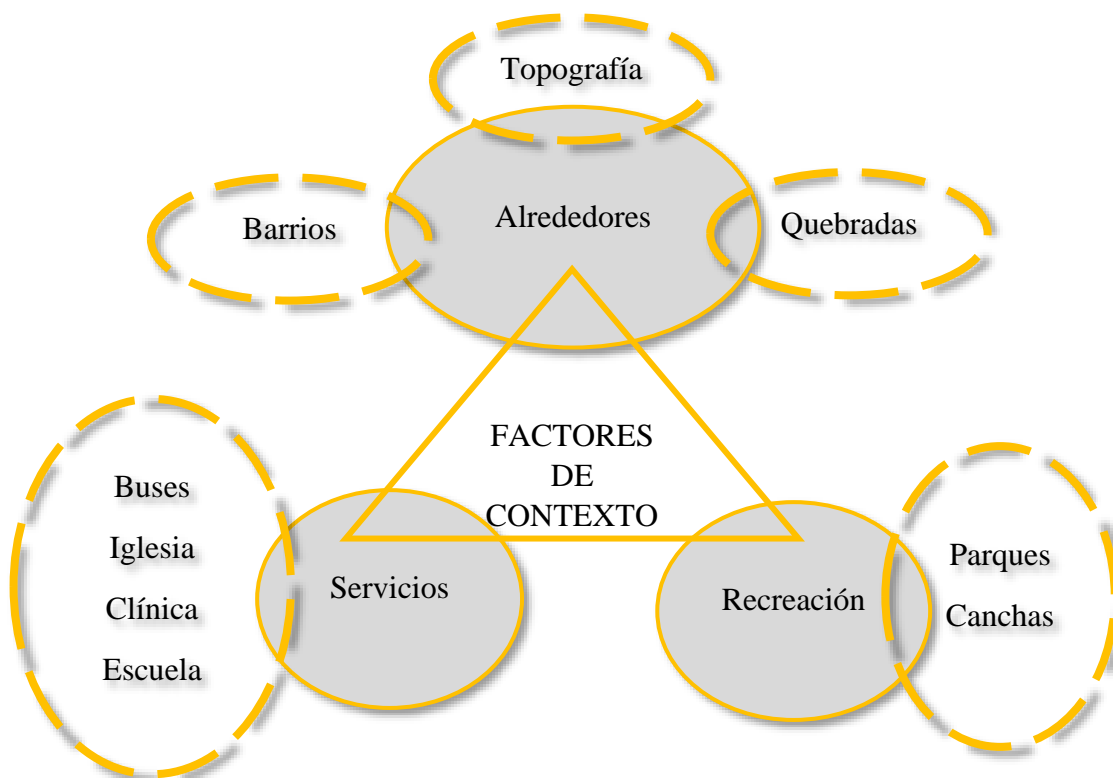 Topografía
Barrios
Alrededores
Quebradas
FACTORES
DE
CONTEXTO
Buses
Iglesia
Clínica
Escuela
Servicios
Recreación
Parques
Canchas